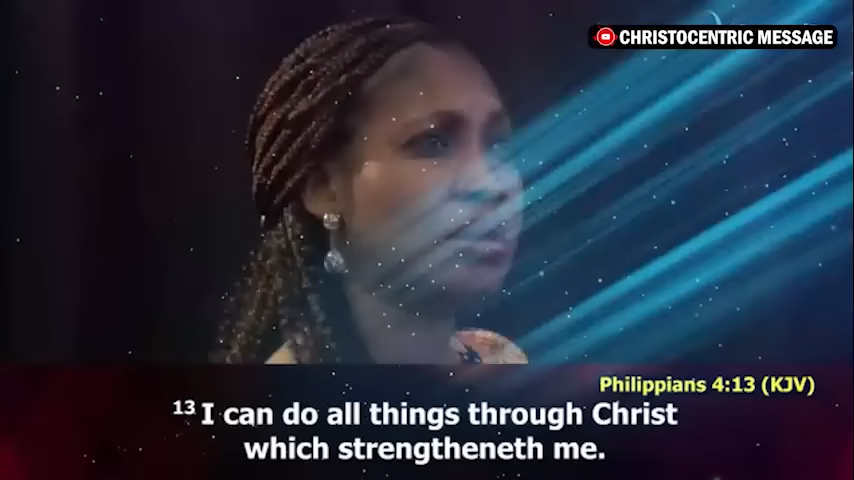 CHRISTOCENTRIC MESSAGE
Philippians 4:13 (KJV)
13 I can do all things through Christ
which strengtheneth me.